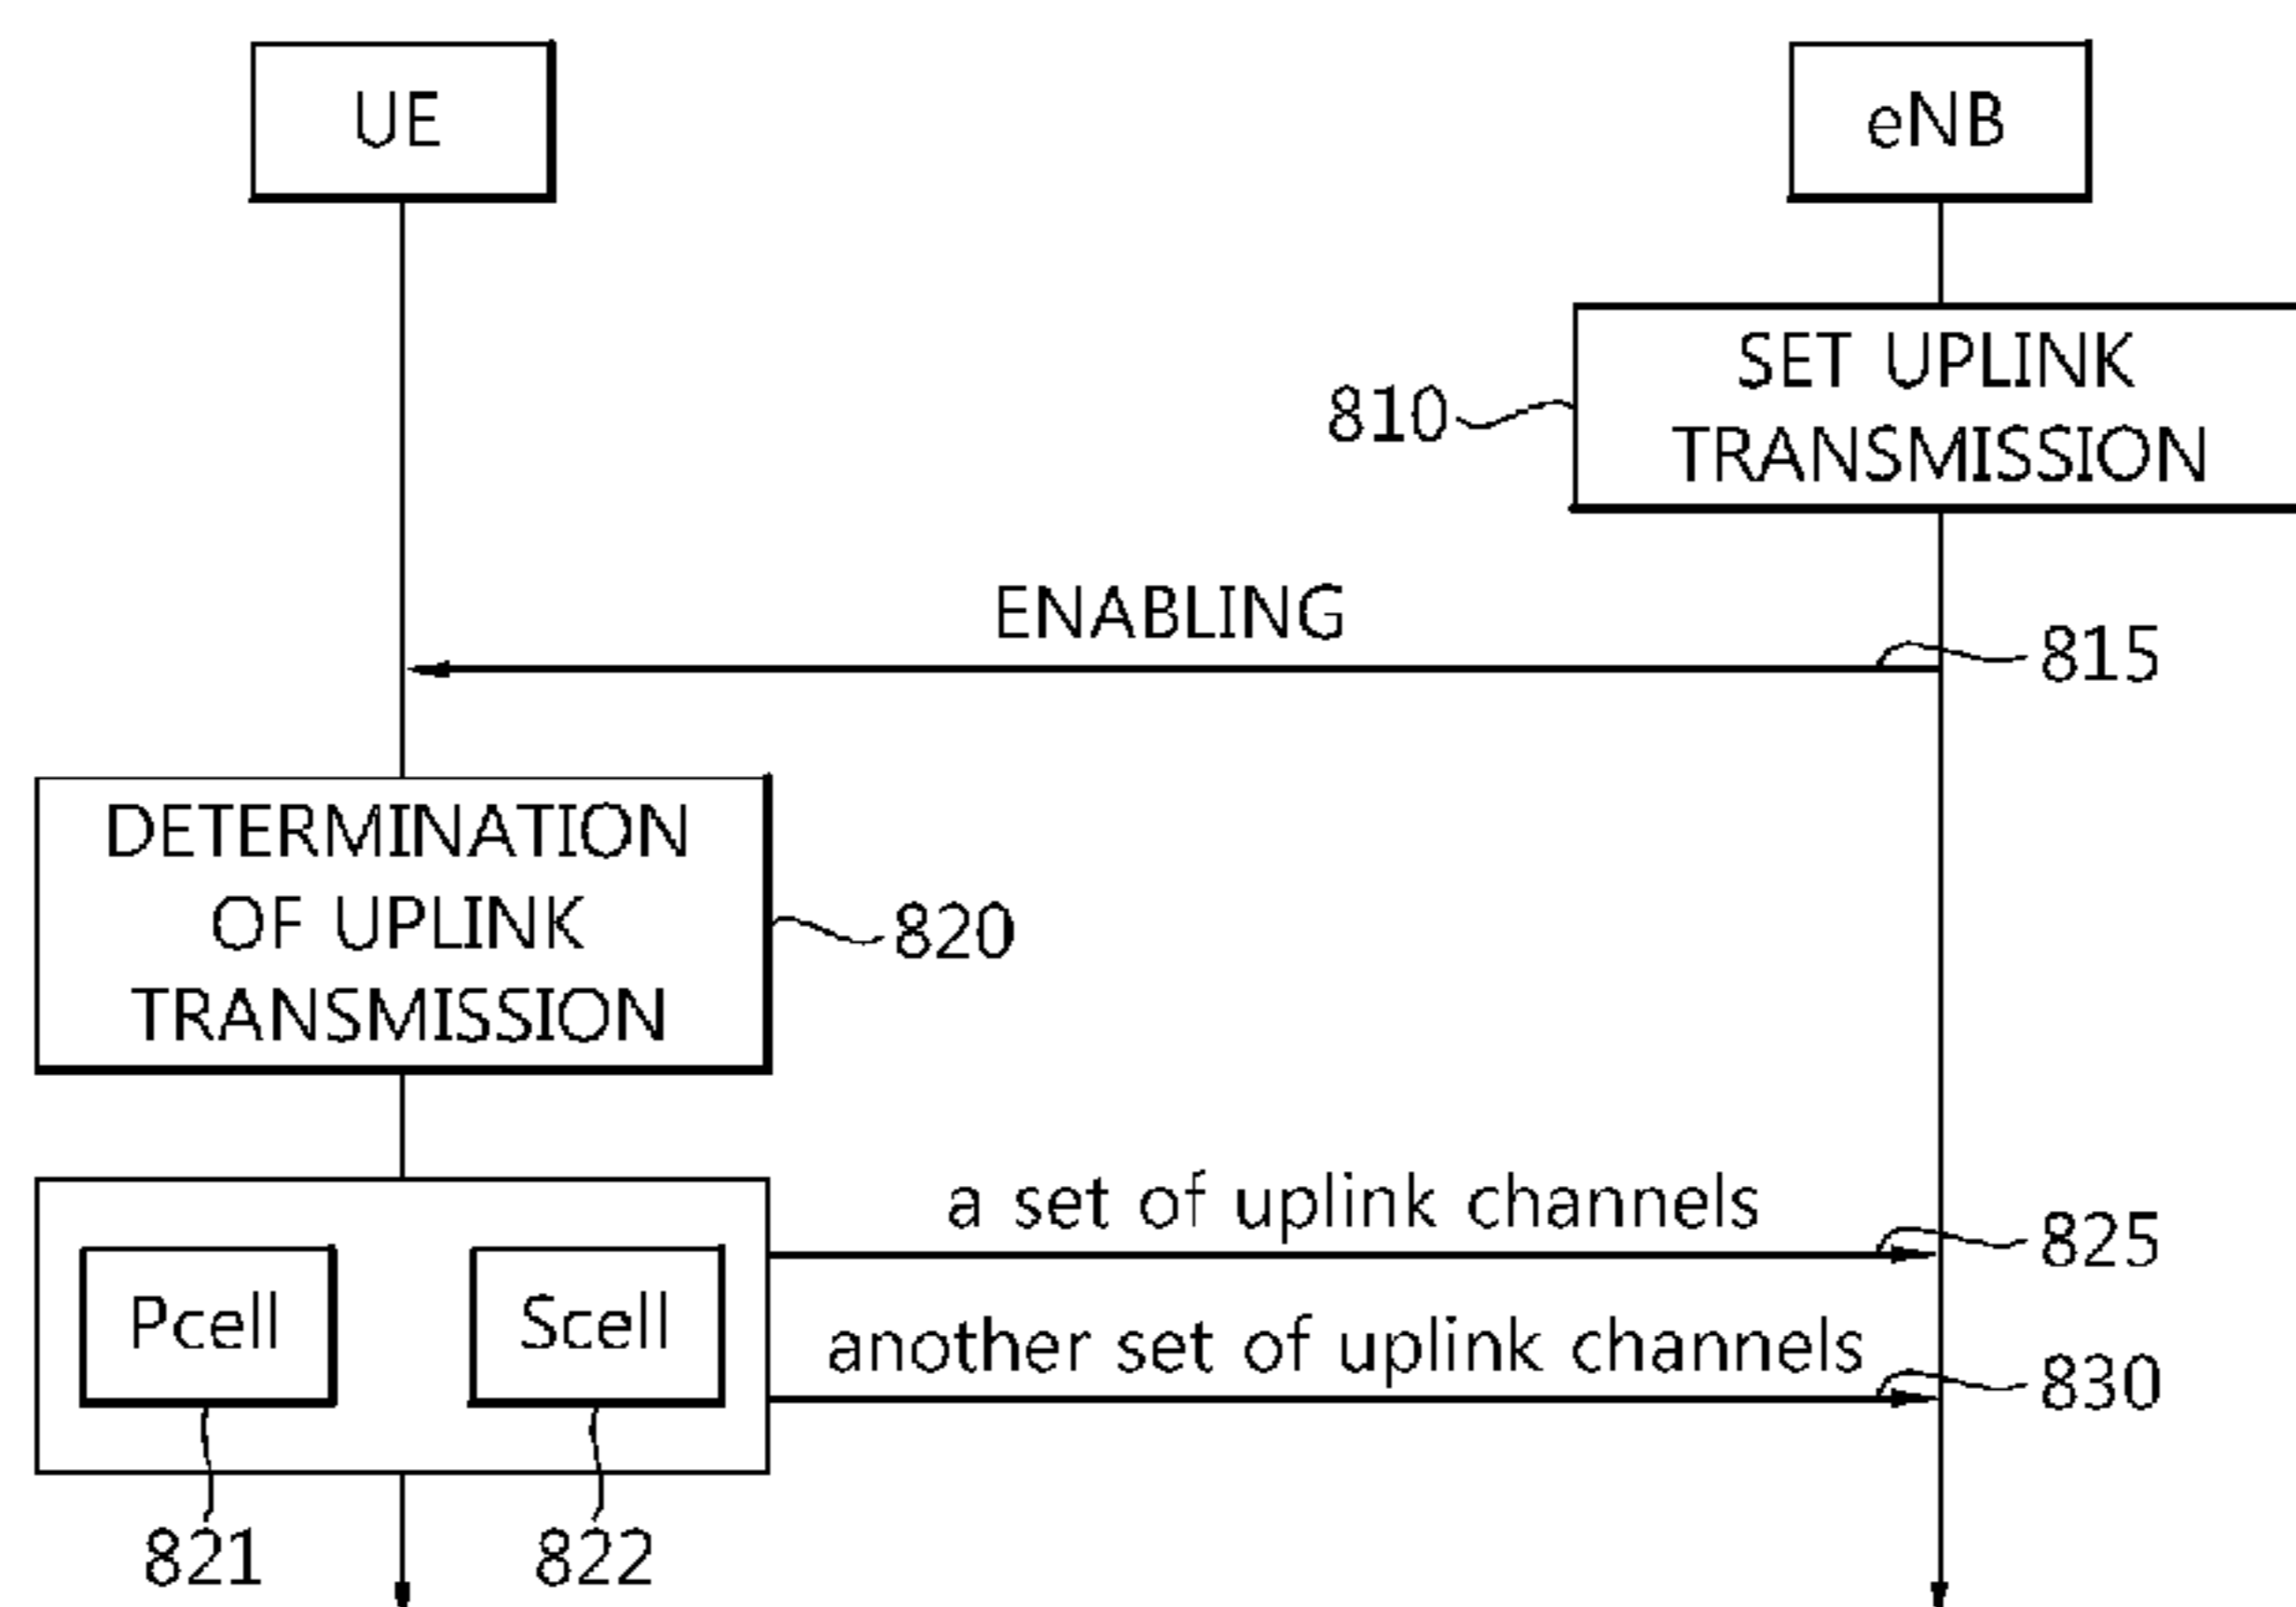 UE
eNB
SET UPLINK
TRANSMISSION
810
ENABLING
815
DETERMINATION
OF UPLINK
TRANSMISSION
820
a set of uplink channels
825
Pcell
Scell
another set of uplink channels
830
821
822